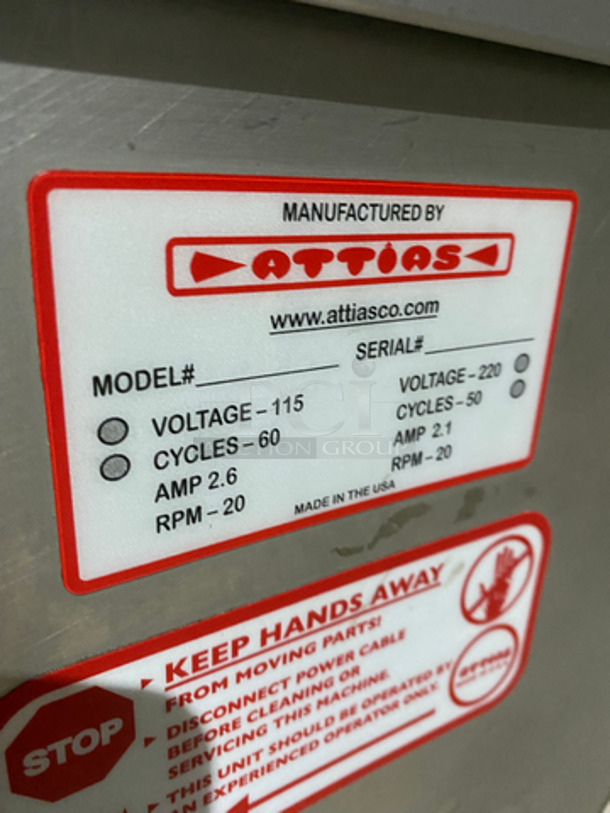 MANUFACTURED BY
ATTIAS
www.attiasco.com
MODEL#
SERIAL#
VOLTAGE - 115
CYCLES - 60
AMP 2.6
RPM - 20
VOLTAGE - 220
CYCLES - 50
AMP 2.1
RPM - 20
MADE IN THE USA
STOP
KEEP HANDS AWAY
FROM MOVING PARTS!
DISCONNECT POWER CABLE
BEFORE CLEANING OR
SERVICING THIS MACHINE.
THIS UNIT SHOULD BE OPERATED BY
AN EXPERIENCED OPERATOR ONLY.
ATTIAS